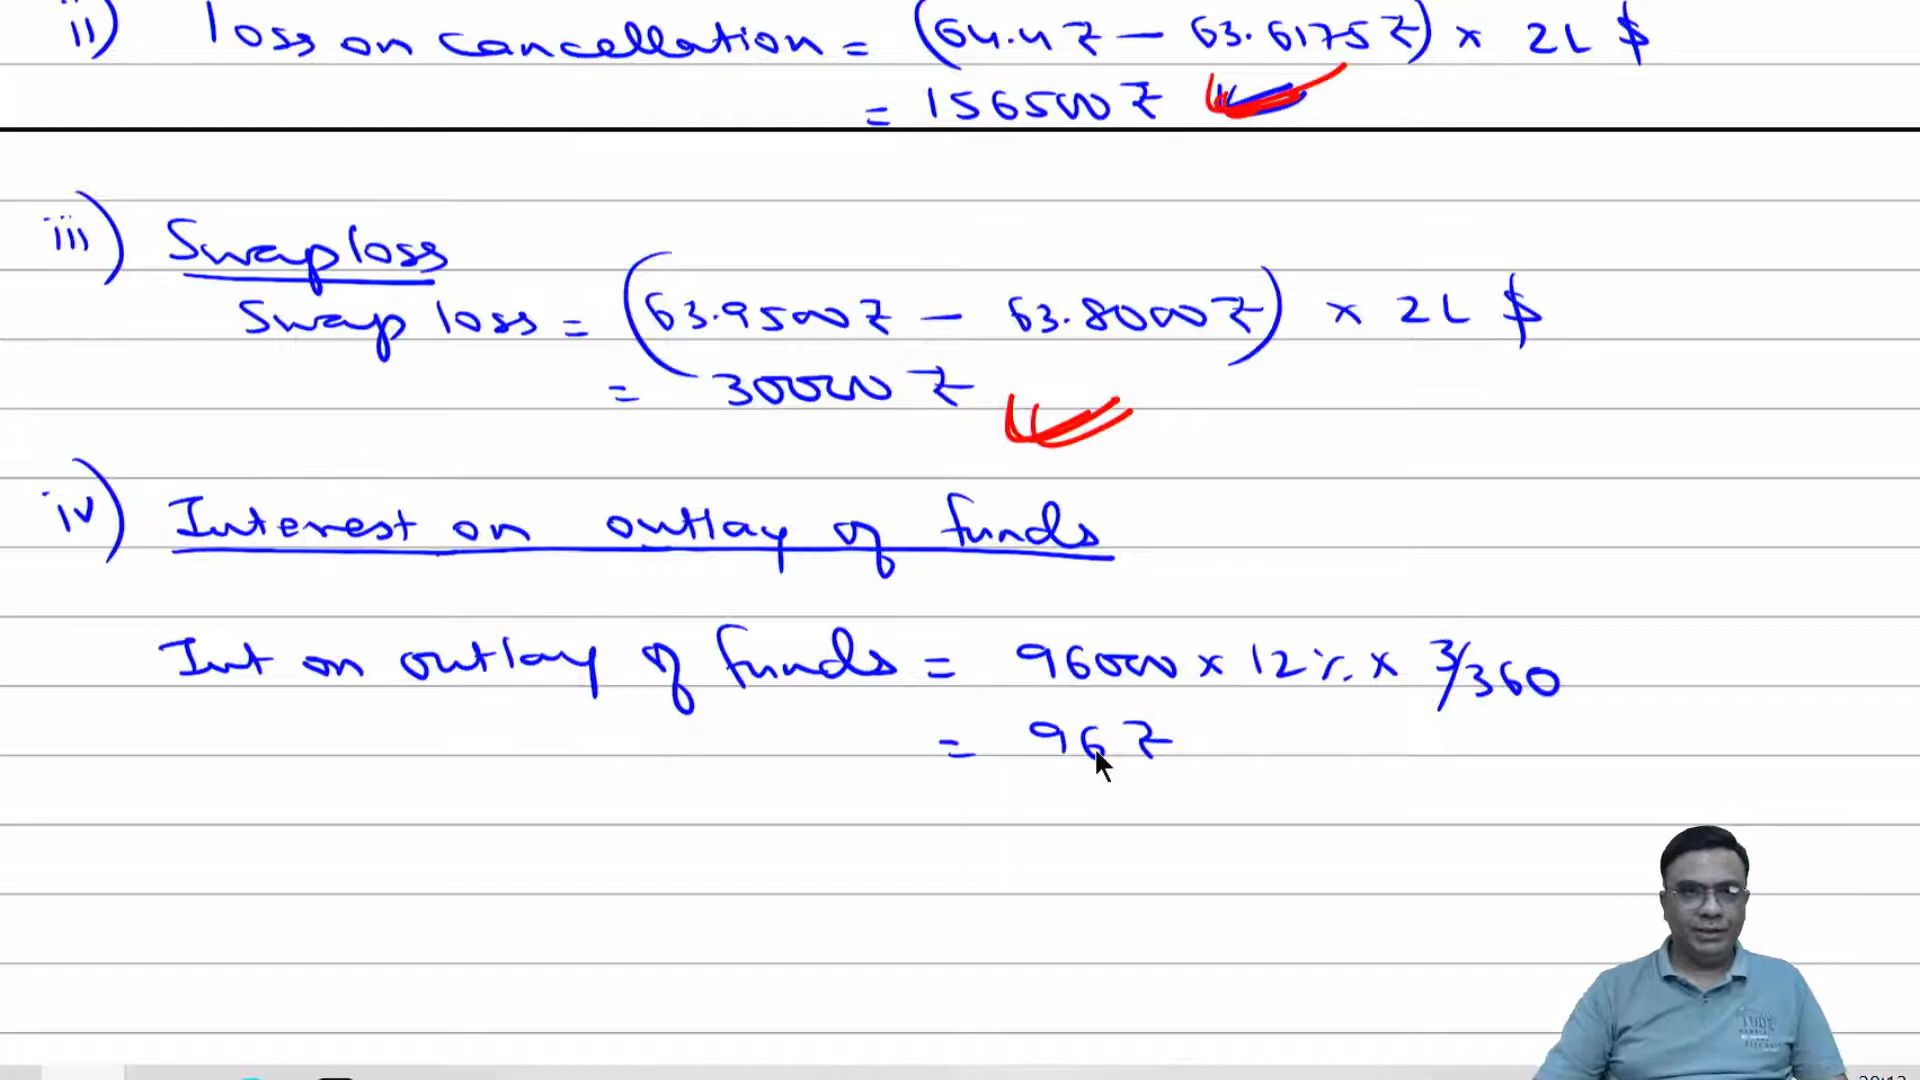 ii) loss on cancellation = (64.4₹ – 63.6175₹) x 2L $
= 156500₹
iii) Swap loss
Swap loss = (63.9500₹ – 63.8000₹) x 2L $
= 30000₹
iv) Interest on outlay of funds
Int on outlay of funds = 96000 x 12% x 3/360
= 96₹